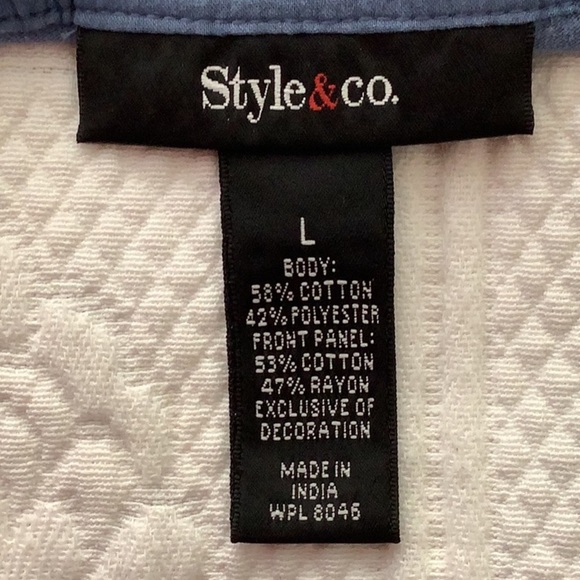 Style&co.
L
BODY:
58% COTTON
42% POLYESTER
FRONT PANEL:
53% COTTON
47% RAYON
EXCLUSIVE OF
DECORATION
MADE IN
INDIA
WPL 8046